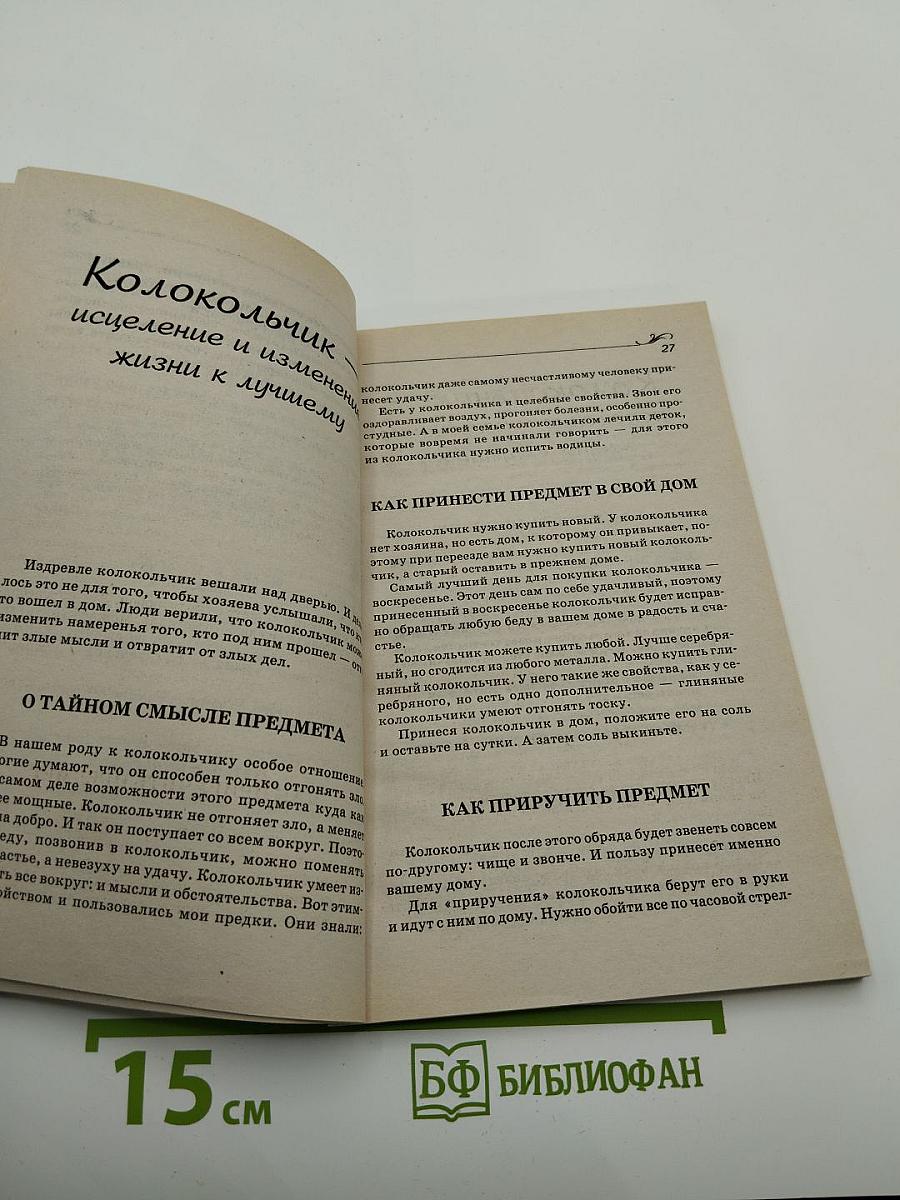 Колокольчик —
исцеление и изменени
жизни к лучшему
Издревле колокольчик вешали над дверью. И де
лось это не для того, чтобы хозяева услышали, что кт
то вошел в дом. Люди верили, что колокольчик мож
изменить намеренья того, кто под ним прошел — от
нит злые мысли и отвратит от злых дел.
О ТАЙНОМ СМЫСЛЕ ПРЕДМЕТА
В нашем роду к колокольчику особое отношение
огие думают, что он способен только отгонять зло
самом деле возможности этого предмета куда ка
ее мощные. Колокольчик не отгоняет зло, а меняет
на добро. И так он поступает со всем вокруг. Поэто-
еду, позвонив в колокольчик, можно поменять
астье, а невезуху на удачу. Колокольчик умеет из-
ть все вокруг: и мысли и обстоятельства. Вот этим-
ойством и пользовались мои предки. Они знали:
27
колокольчик даже самому несчастливому человеку при-
несет удачу.
Есть у колокольчика и целебные свойства. Звон его
оздоравливает воздух, прогоняет болезни, особенно про-
студные. А в моей семье колокольчиком лечили деток,
которые вовремя не начинали говорить — для этого
из колокольчика нужно испить водицы.
КАК ПРИНЕСТИ ПРЕДМЕТ В СВОЙ ДОМ
Колокольчик нужно купить новый. У колокольчика
нет хозяина, но есть дом, к которому он привыкает, по-
этому при переезде вам нужно купить новый колоколь-
чик, а старый оставить в прежнем доме.
Самый лучший день для покупки колокольчика —
воскресенье. Этот день сам по себе удачливый, поэтому
принесенный в воскресенье колокольчик будет исправ-
но обращать любую беду в вашем доме в радость и сча-
стье.
Колокольчик можете купить любой. Лучше серебря-
ный, но сгодится из любого металла. Можно купить гли-
няный колокольчик. У него такие же свойства, как у се-
ребряного, но есть одно дополнительное — глиняные
колокольчики умеют отгонять тоску.
Принеся колокольчик в дом, положите его на соль
и оставьте на сутки. А затем соль выкиньте.
КАК ПРИРУЧИТЬ ПРЕДМЕТ
Колокольчик после этого обряда будет звенеть совсем
по-другому: чище и звонче. И пользу принесет именно
вашему дому.
Для «приручения» колокольчика берут его в руки
и идут с ним по дому. Нужно обойти все по часовой стрел-
15 см
БФ БИБЛИОФАН